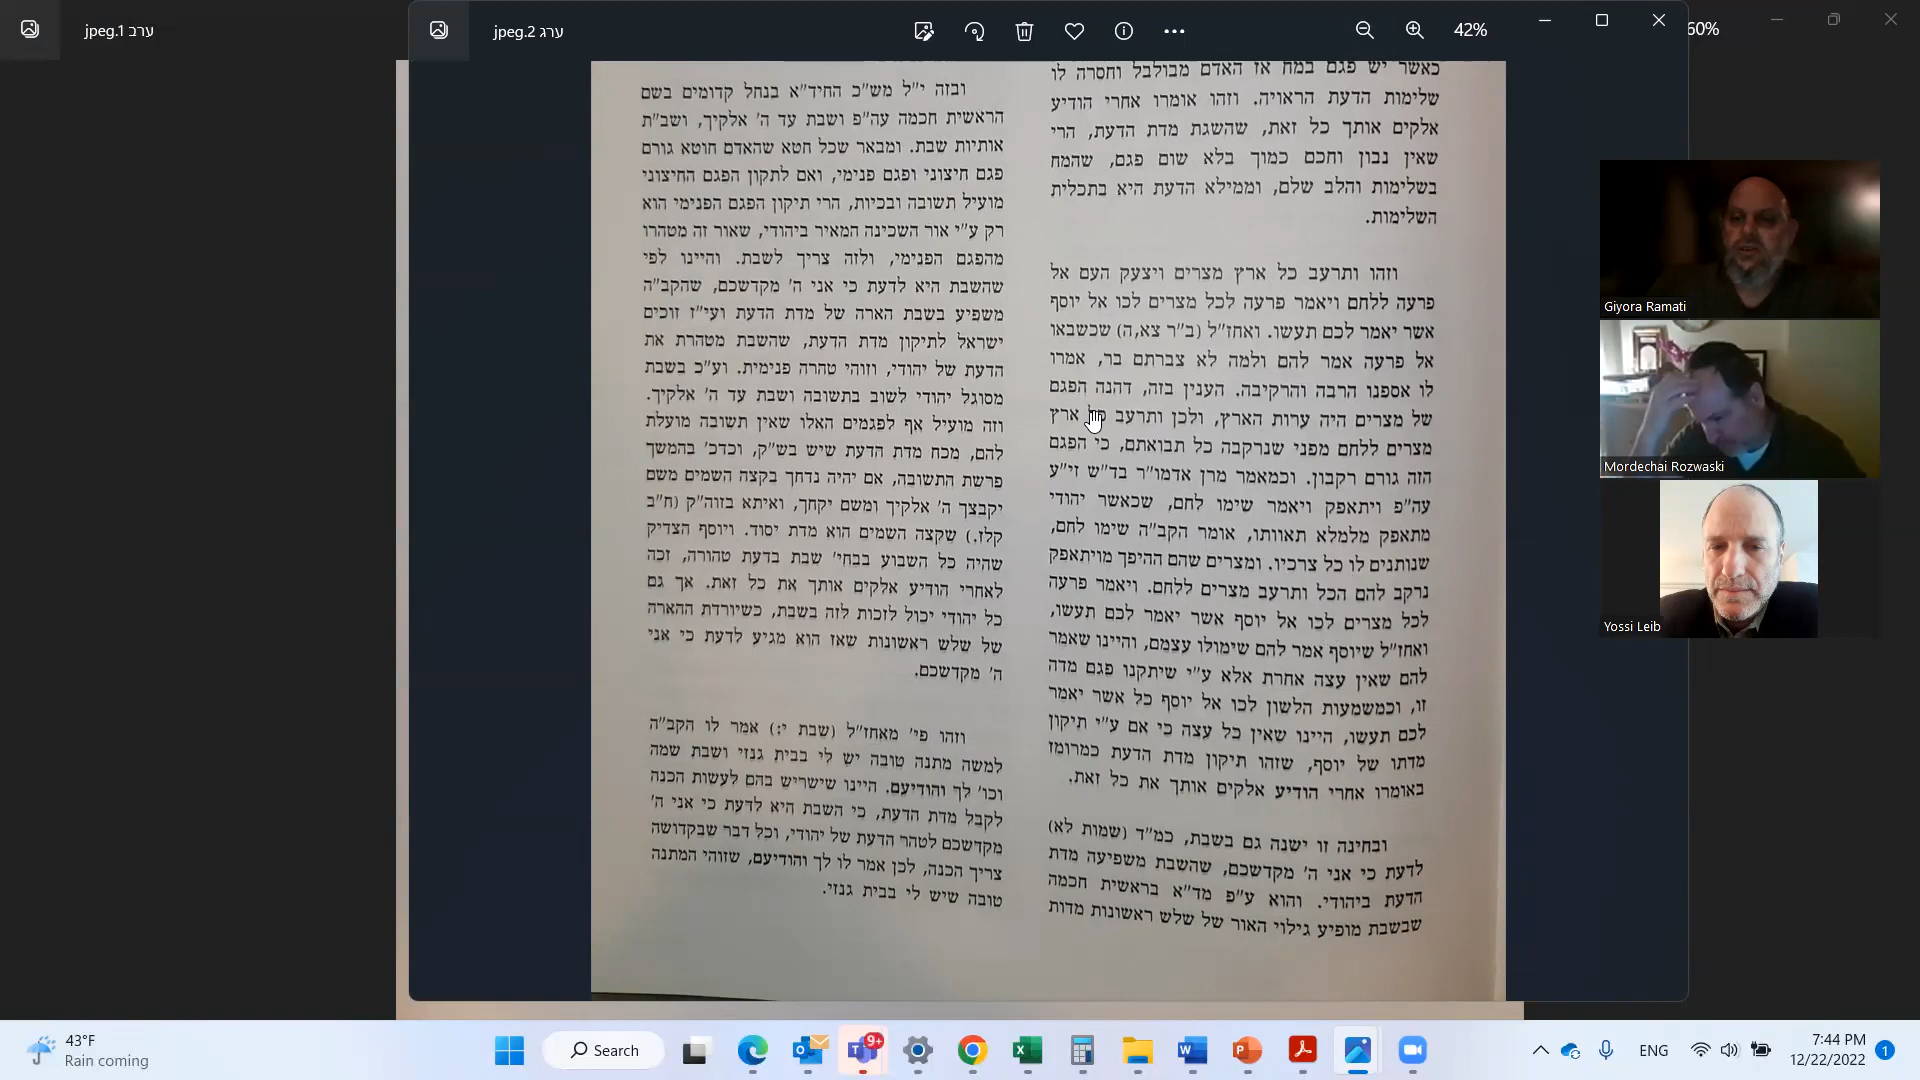 ערב 1.jpeg
ערג 2.jpeg
42%
60%
כאשר יש פגם במח אז האדם מבולבל וחסרה לו
שלימות הדעת הראויה. וזהו אומרו אחרי הודיע
אלקים אותך כל זאת, שהשגת מדת הדעת, הרי
שאין נבון וחכם כמוך בלא שום פגם, שהמח
בשלימות והלב שלם, וממילא הדעת היא בתכלית
השלימות.
וזהו ותרעב כל ארץ מצרים ויצעק העם אל
פרעה ללחם ויאמר פרעה לכל מצרים לכו אל יוסף
אשר יאמר לכם תעשו. ואחז"ל (ב"ר צא,ה) שכשבאו
אל פרעה אמר להם ולמה לא צברתם בר, אמרו
לו אספנו הרבה והרקיבה. הענין בזה, דהנה הפגם
של מצרים היה ערות הארץ, ולכן ותרעב ארץ
מצרים ללחם מפני שנרקבה כל תבואתם, כי הפגם
הזה גורם רקבון. וכמאמר מרן אדמו"ר בד"ש זי"ע
עה"פ ויתאפק ויאמר שימו לחם, שכאשר יהודי
מתאפק מלמלא תאוותו, אומר הקב"ה שימו לחם,
שנותנים לו כל צרכיו. ומצרים שהם ההיפך מויתאפק
נרקב להם הכל ותרעב מצרים ללחם. ויאמר פרעה
לכל מצרים לכו אל יוסף אשר יאמר לכם תעשו,
ואחז"ל שיוסף אמר להם שימולו עצמם, והיינו שאמר
להם שאין עצה אחרת אלא ע"י שיתקנו פגם מדה
זו, וכמשמעות הלשון לכו אל יוסף כל אשר יאמר
לכם תעשו, היינו שאין כל עצה כי אם ע"י תיקון
מדתו של יוסף, שזהו תיקון מדת הדעת כמרומז
באומרו אחרי הודיע אלקים אותך את כל זאת.
ובחינה זו ישנה גם בשבת, כמ"ד (שמות לא)
לדעת כי אני ה' מקדשכם, שהשבת משפיעה מדת
הדעת ביהודי. והוא ע"פ מד"א בראשית חכמה
שבשבת מופיע גילוי האור של שלש ראשונות מדות
ובזה י"ל מש"כ החיד"א בנחל קדומים בשם
הראשית חכמה עה"פ ושבת עד ה' אלקיך, ושב"ת
אותיות שבת. ומבאר שכל חטא שהאדם חוטא גורם
פגם חיצוני ופגם פנימי, ואם לתקון הפגם החיצוני
מועיל תשובה ובכיות, הרי תיקון הפגם הפנימי הוא
רק ע"י אור השכינה המאיר ביהודי, שאור זה מטהרו
מהפגם הפנימי, ולזה צריך לשבת. והיינו לפי
שהשבת היא לדעת כי אני ה' מקדשכם, שהקב"ה
משפיע בשבת הארה של מדת הדעת ועי"ז זוכים
ישראל לתיקון מדת הדעת, שהשבת מטהרת את
הדעת של יהודי, וזוהי טהרה פנימית. וע"כ בשבת
מסוגל יהודי לשוב בתשובה ושבת עד ה' אלקיך.
וזה מועיל אף לפגמים האלו שאין תשובה מועלת
להם, מכח מדת הדעת שיש בש"ק, וכדכ' בהמשך
פרשת התשובה, אם יהיה נדחך בקצה השמים משם
יקבצך ה' אלקיך ומשם יקחך, ואיתא בזוה"ק (ח"ב
קלז.) שקצה השמים הוא מדת יסוד. ויוסף הצדיק
שהיה כל השבוע בבחי' שבת בדעת טהורה, זכה
לאחרי הודיע אלקים אותך את כל זאת. אך גם
כל יהודי יכול לזכות לזה בשבת, כשיורדת ההארה
של שלש ראשונות שאז הוא מגיע לדעת כי אני
ה' מקדשכם.
וזהו פי' מאחז"ל (שבת י:) אמר לו הקב"ה
למשה מתנה טובה יש לי בבית גנזי ושבת שמה
וכו' לך והודיעם. היינו שישריש בהם לעשות הכנה
לקבל מדת הדעת, כי השבת היא לדעת כי אני ה'
מקדשכם לטהר הדעת של יהודי, וכל דבר שבקדושה
צריך הכנה, לכן אמר לו לך והודיעם, שזוהי המתנה
טובה שיש לי בבית גנזי.
Giyora Ramati
Mordechai Rozwaski
Yossi Leib
43°F
Rain coming
Search
9+
ENG
7:44 PM
12/22/2022
1